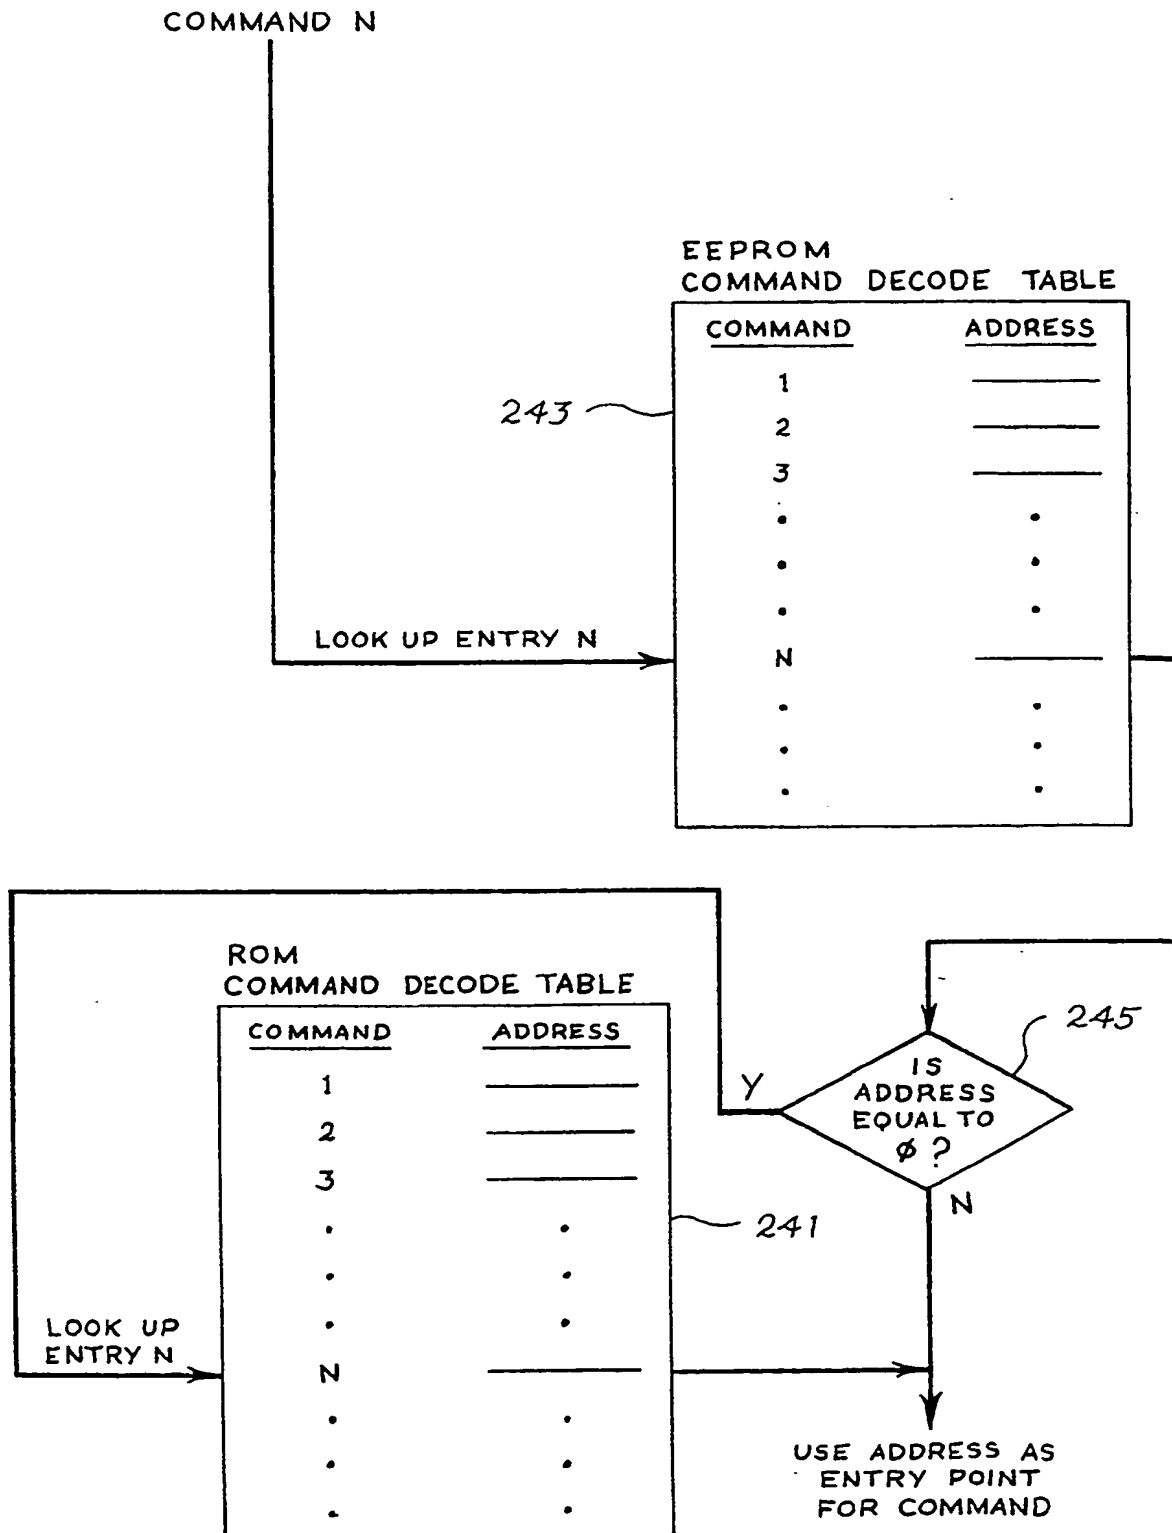 COMMAND N
EEPROM
COMMAND DECODE TABLE
COMMAND ADDRESS
1
243
2
3
LOOK UP ENTRY N
N
ROM
COMMAND DECODE TABLE
COMMAND ADDRESS
245
IS
ADDRESS
EQUAL TO
ø?
Y
N
1
2
3
241
LOOK UP
ENTRY N
N
USE ADDRESS AS
ENTRY POINT
FOR COMMAND